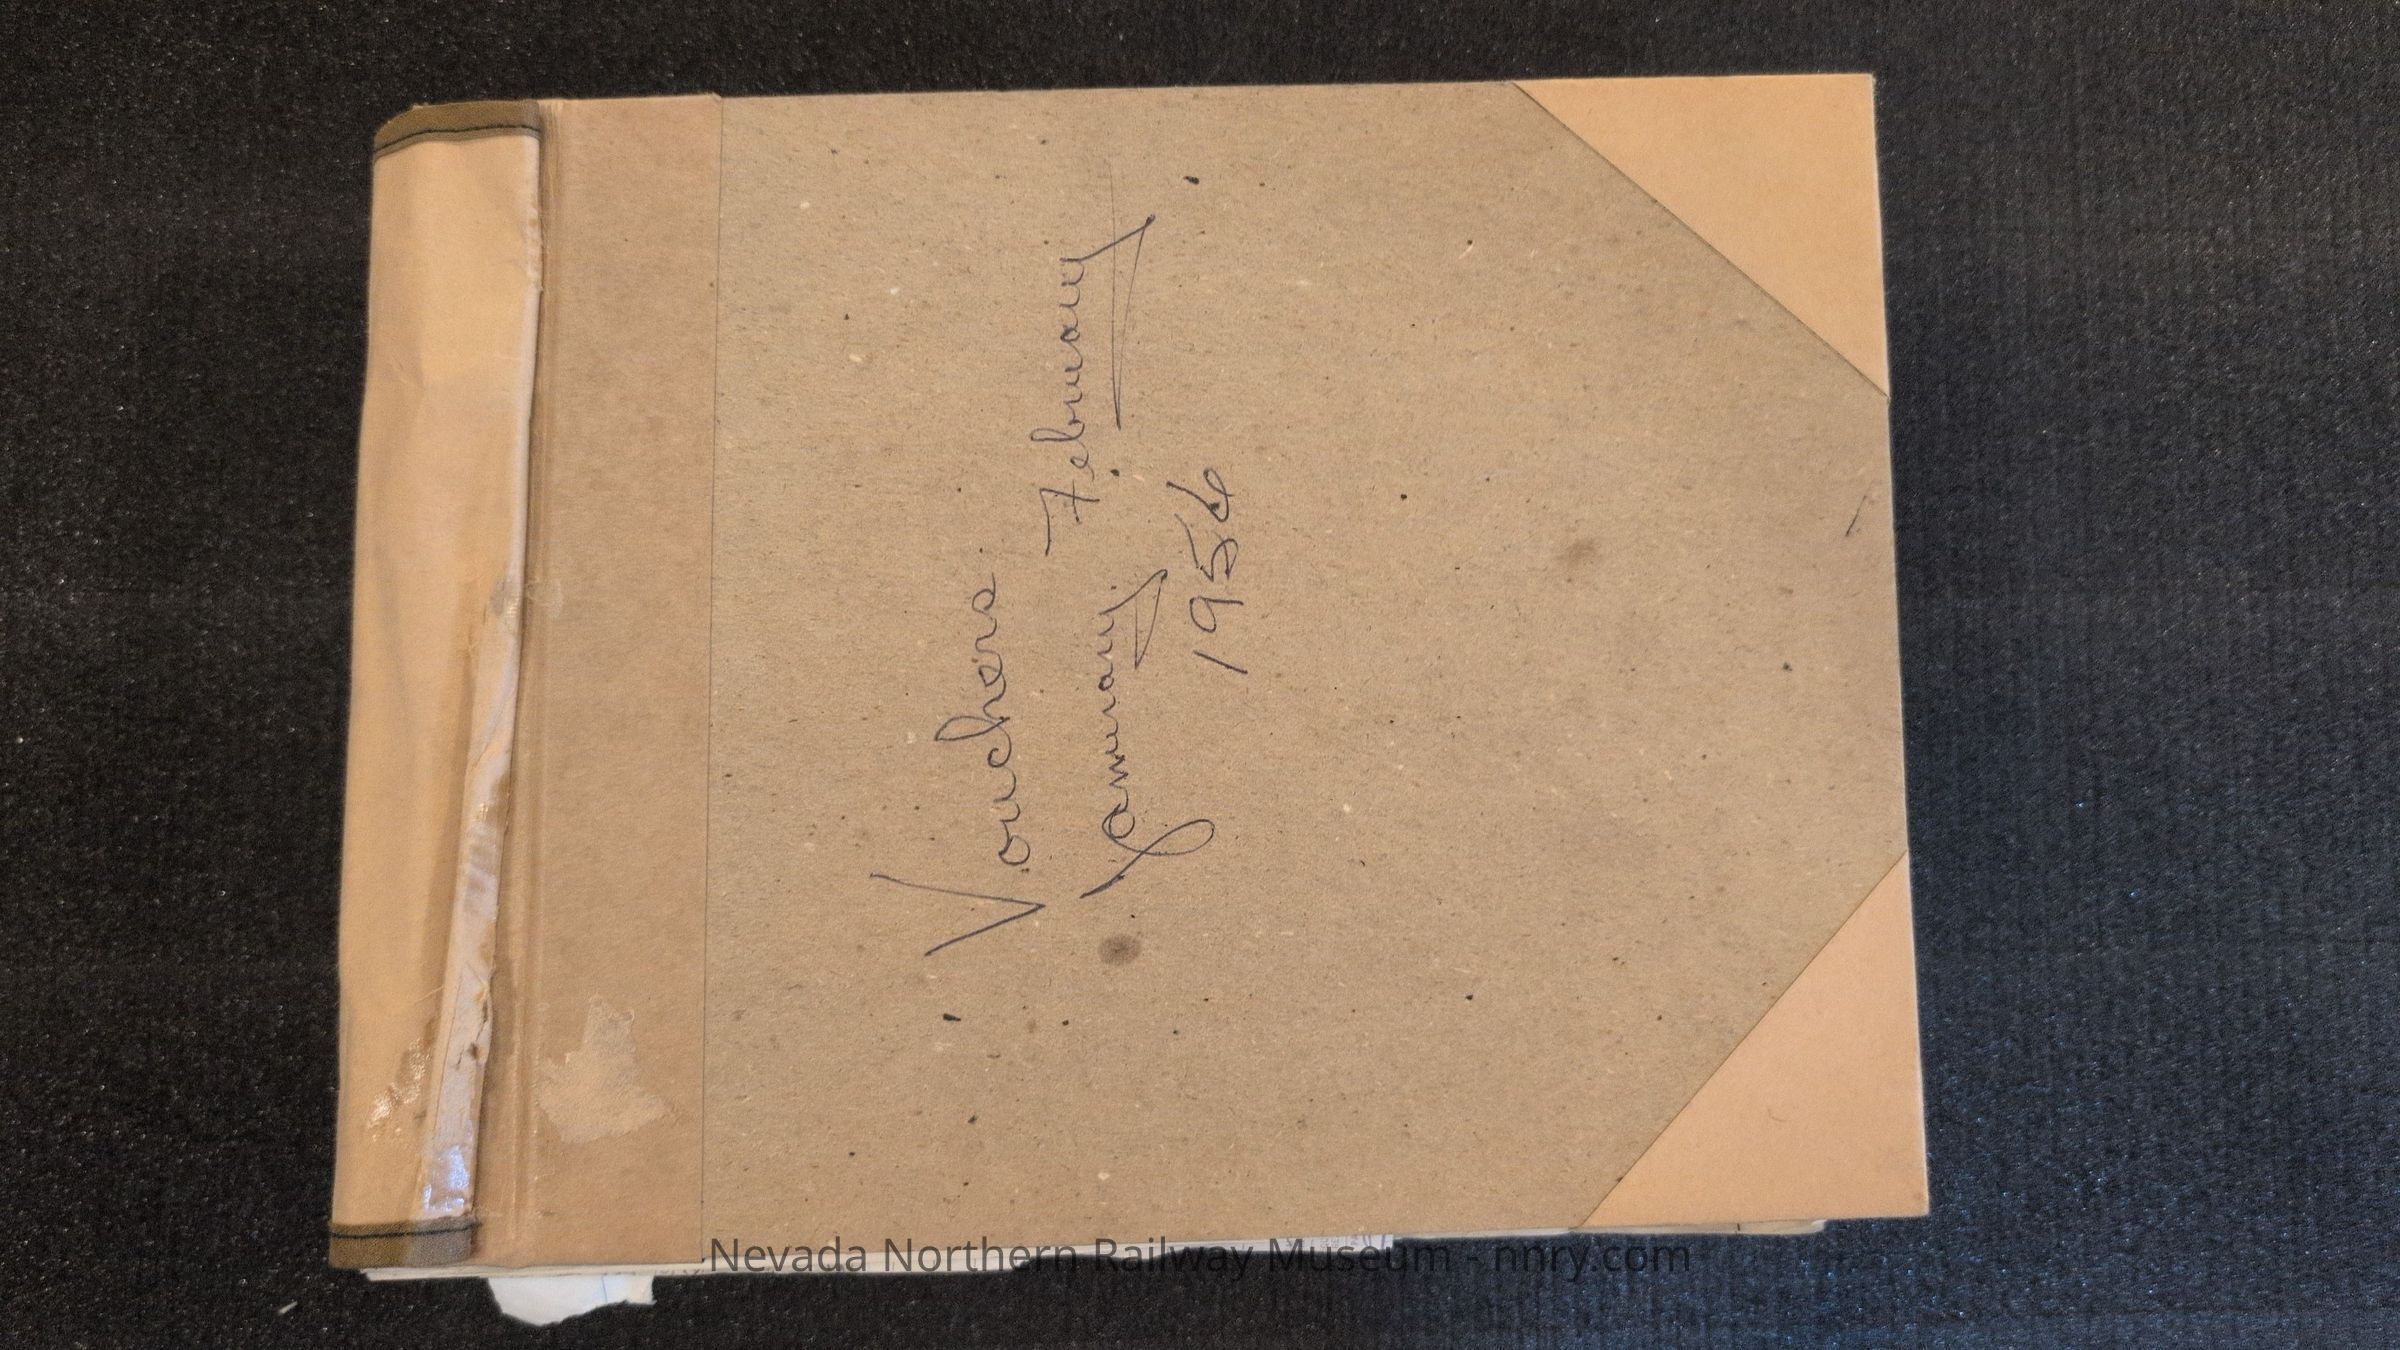 Vouchers
January February
1956
Nevada Northern Railway Museum - nnry.com